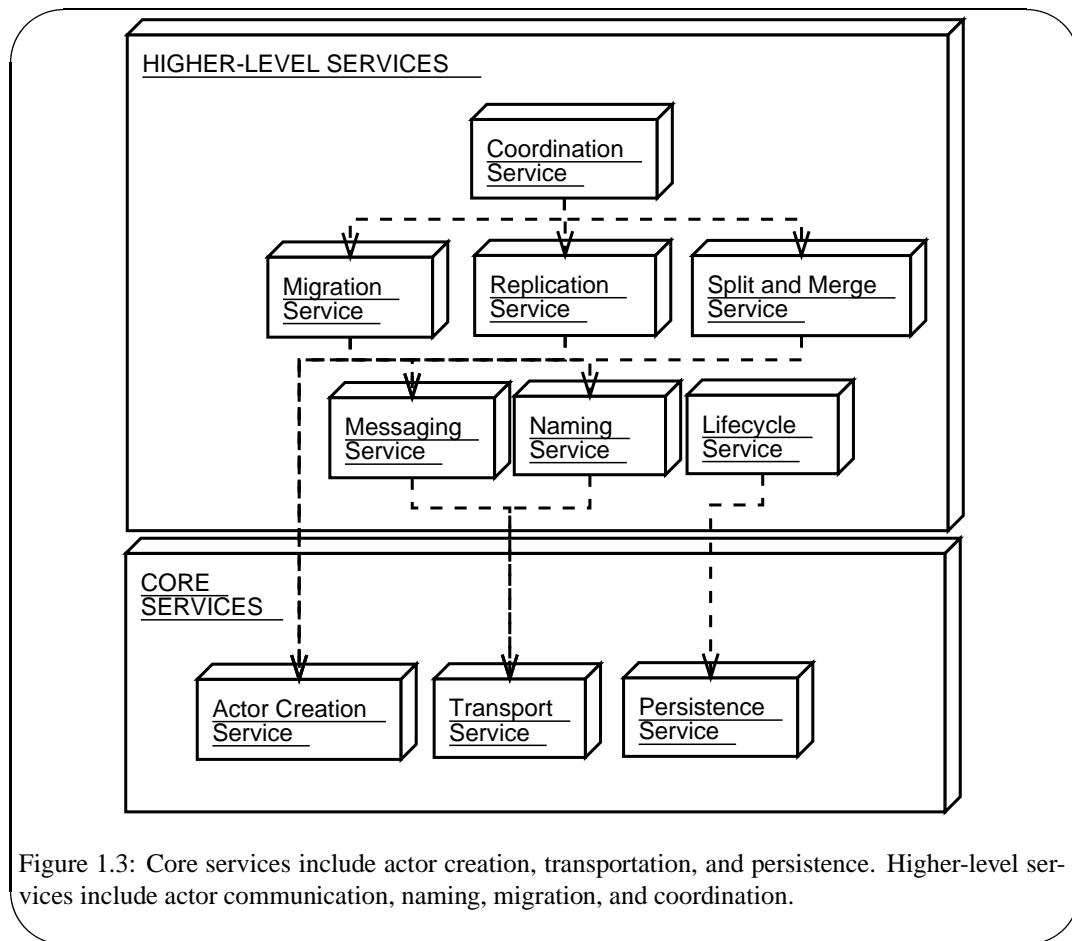 HIGHER-LEVEL SERVICES
Coordination
Service
Migration
Service
Replication
Service
Split and Merge
Service
Messaging
Service
Naming
Service
Lifecycle
Service
CORE
SERVICES
Actor Creation
Service
Transport
Service
Persistence
Service
Figure 1.3: Core services include actor creation, transportation, and persistence. Higher-level ser-
vices include actor communication, naming, migration, and coordination.